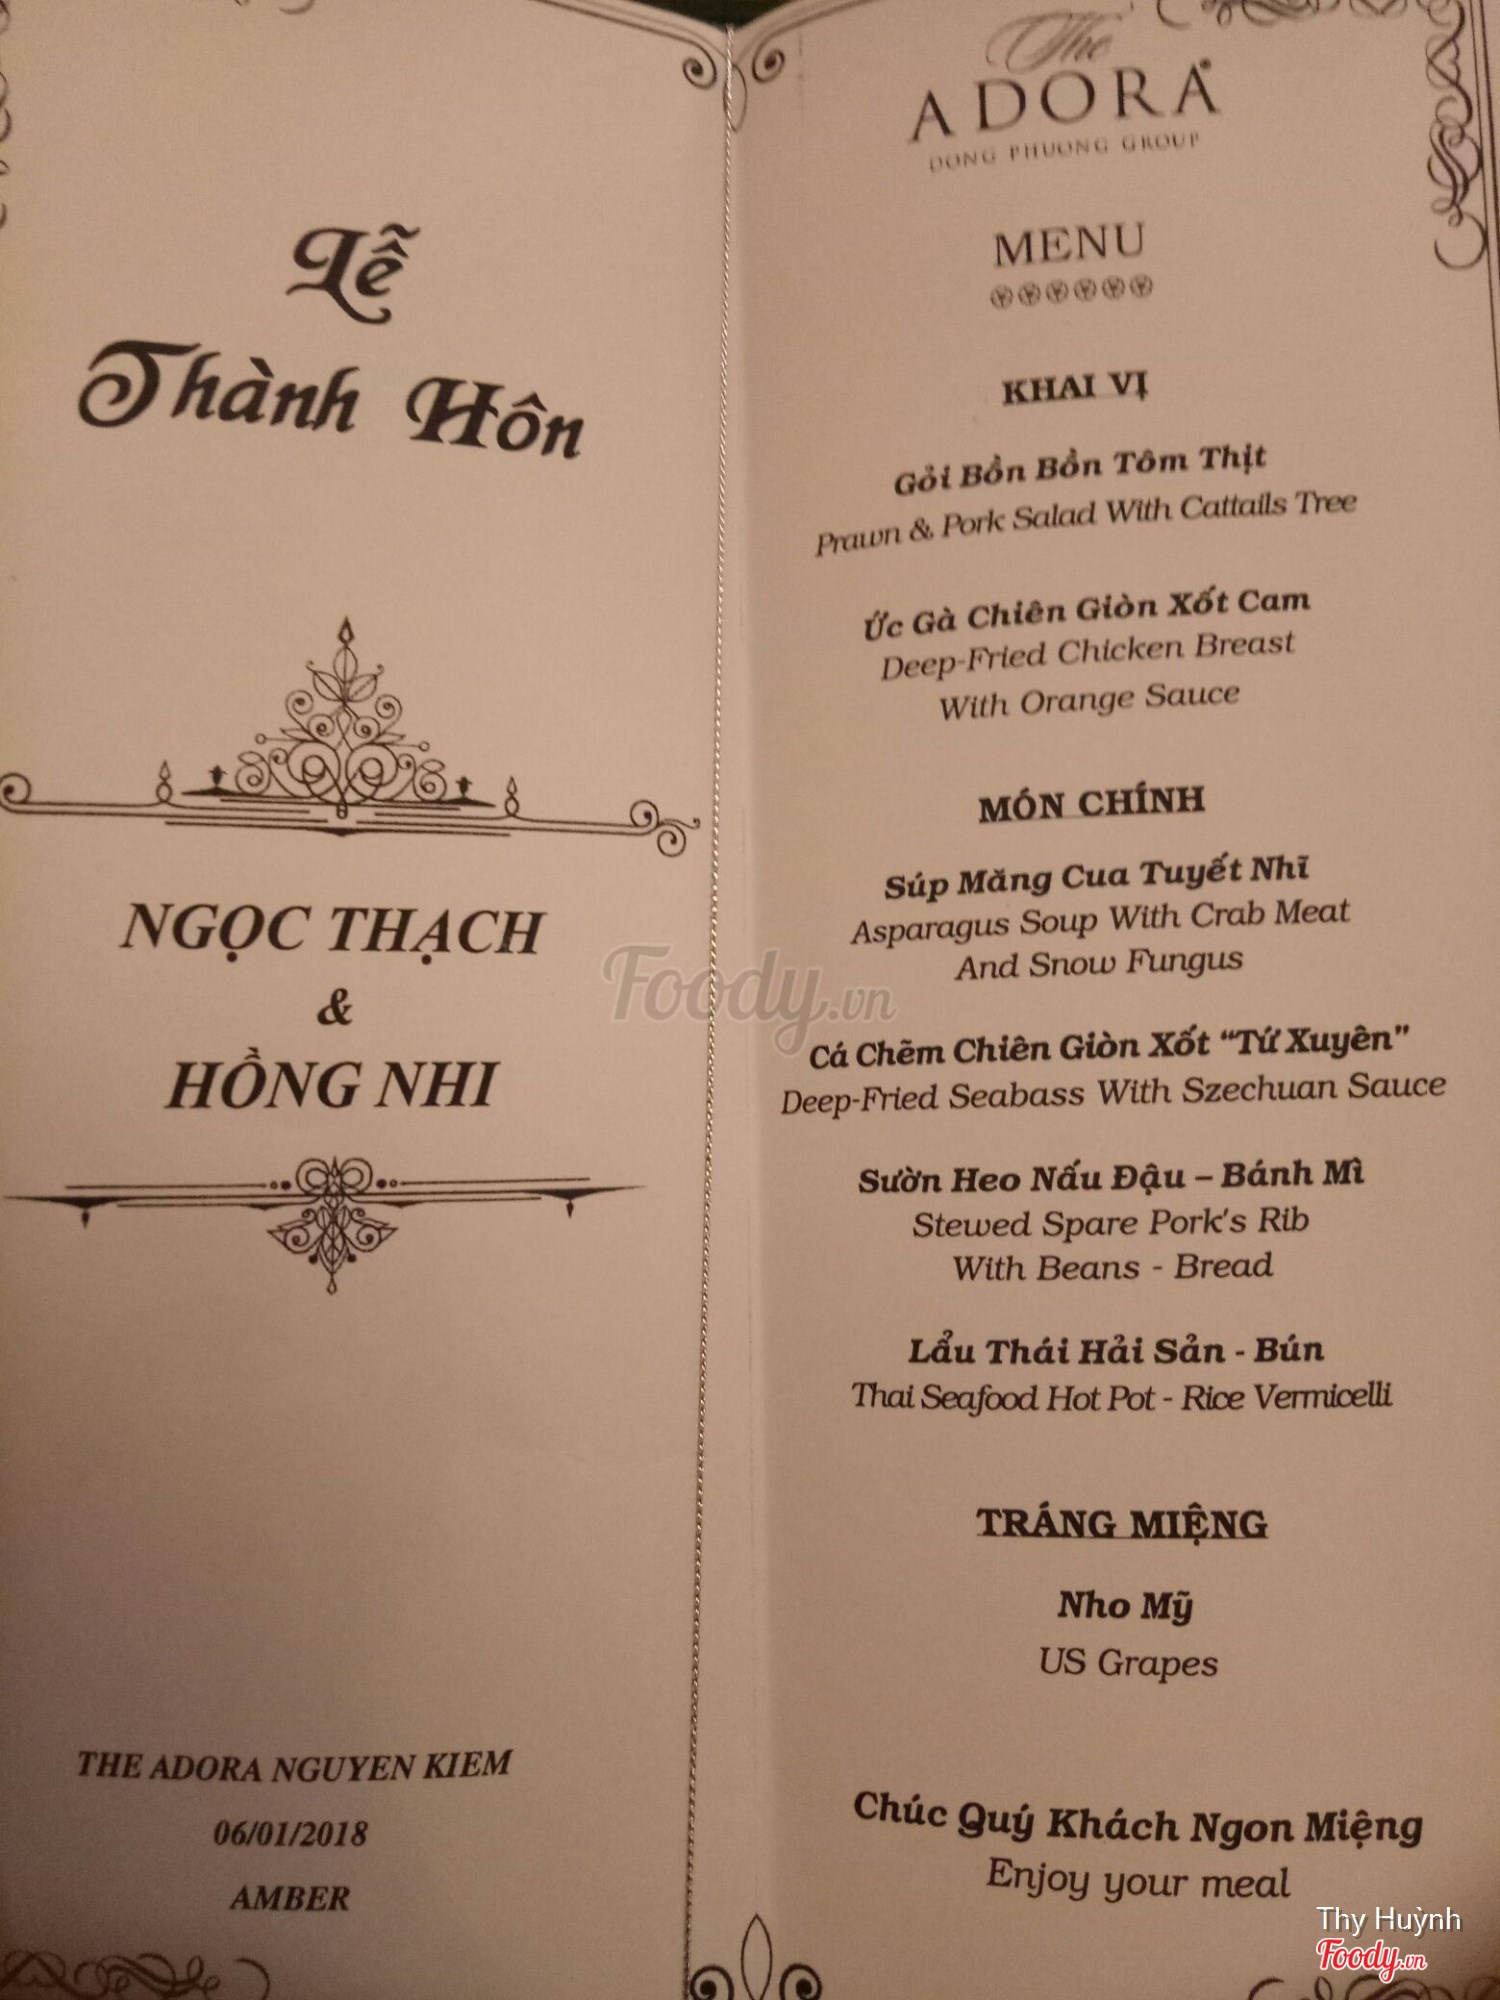 Lễ
Thành Hôn
NGỌC THẠCH
&
HỒNG NHI
THE ADORA NGUYEN KIEM
06/01/2018
AMBER
The
ADORA®
DONG PHUONG GROUP
MENU
KHAI VỊ
Gỏi Bồn Bồn Tôm Thịt
Prawn & Pork Salad With Cattails Tree
Ức Gà Chiên Giòn Xốt Cam
Deep-Fried Chicken Breast
With Orange Sauce
MÓN CHÍNH
Súp Măng Cua Tuyết Nhĩ
Asparagus Soup With Crab Meat
And Snow Fungus
Cá Chẽm Chiên Giòn Xốt “Tứ Xuyên”
Deep-Fried Seabass With Szechuan Sauce
Sườn Heo Nấu Đậu – Bánh Mì
Stewed Spare Pork's Rib
With Beans - Bread
Lẩu Thái Hải Sản - Bún
Thai Seafood Hot Pot - Rice Vermicelli
TRÁNG MIỆNG
Nho Mỹ
US Grapes
Chúc Quý Khách Ngon Miệng
Enjoy your meal
Foody.vn
Thy Huỳnh
Foody.vn